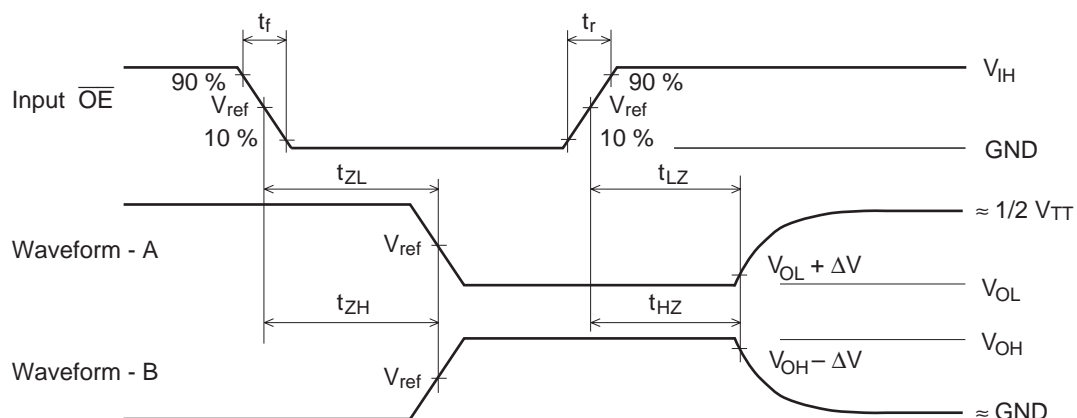 tf
tr
90 %
90 %
VIH
Input OE
Vref
Vref
10 %
10 %
GND
tZL
tLZ
≈ 1/2 VTT
Waveform - A
Vref
VOL + ΔV
VOL
tZH
tHZ
VOH
VOH – ΔV
Waveform - B
Vref
≈ GND